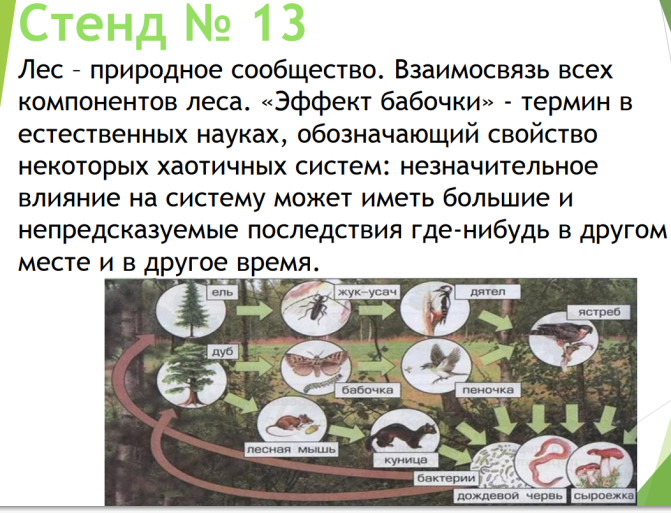 Стенд № 13
Лес – природное сообщество. Взаимосвязь всех
компонентов леса. «Эффект бабочки» - термин в
естественных науках, обозначающий свойство
некоторых хаотичных систем: незначительное
влияние на систему может иметь большие и
непредсказуемые последствия где-нибудь в другом
месте и в другое время.
ель
жук-усач
дятел
ястреб
дуб
бабочка
пеночка
лесная мышь
куница
бактерии
дождевой червь
сыроежка